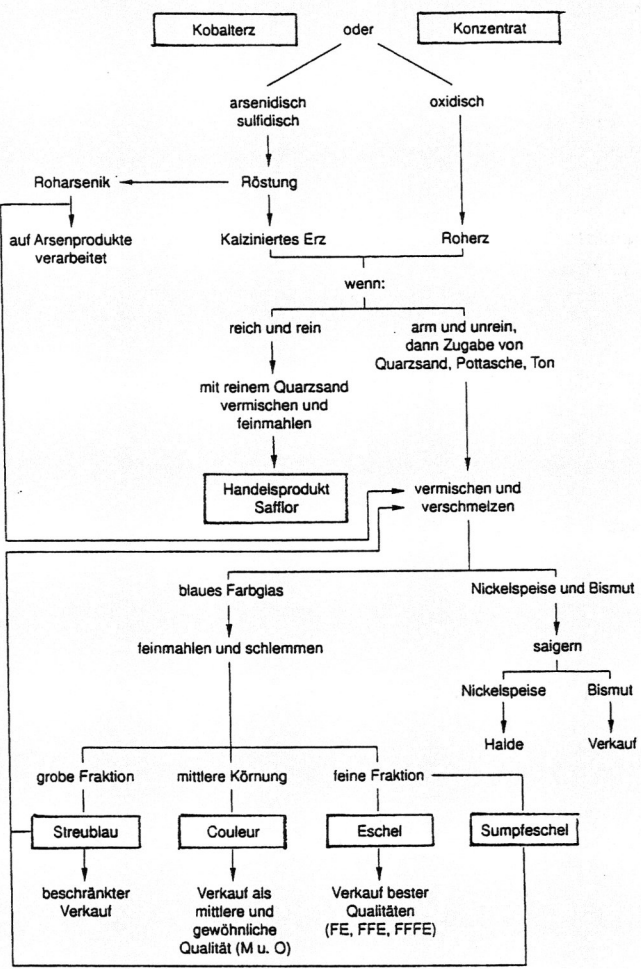 Kobalterz
oder
Konzentrat
arsenidisch
sulfidisch
oxidisch
Roharsenik
Röstung
auf Arsenprodukte
verarbeitet
Kalziniertes Erz
Roherz
wenn:
reich und rein
arm und unrein,
dann Zugabe von
Quarzsand, Pottasche, Ton
mit reinem Quarzsand
vermischen und
feinmahlen
Handelsprodukt
Safflor
vermischen und
verschmelzen
blaues Farbglas
Nickelspeise und Bismut
feinmahlen und schlemmen
saigern
Nickelspeise
Bismut
Halde
Verkauf
grobe Fraktion
mittlere Körnung
feine Fraktion
Streublau
Couleur
Eschel
Sumpfeschel
beschränkter
Verkauf
Verkauf als
mittlere und
gewöhnliche
Qualität (M u. O)
Verkauf bester
Qualitäten
(FE, FFE, FFFE)